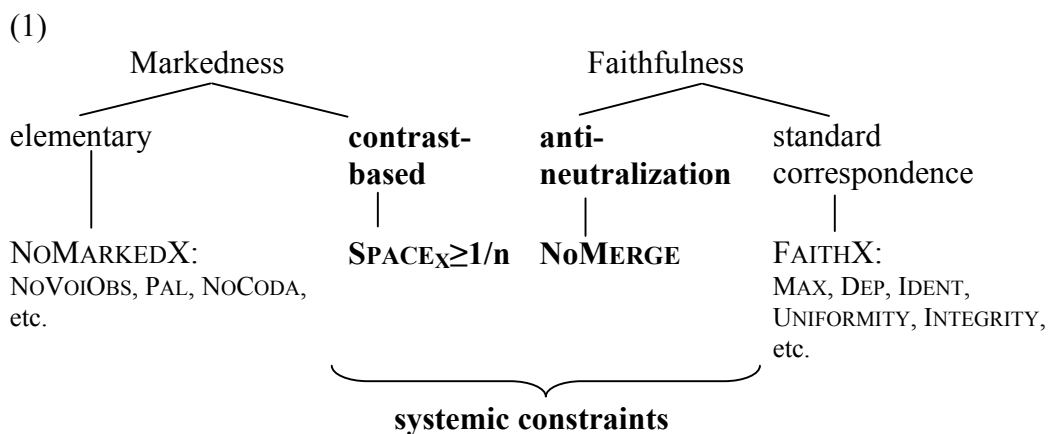 (1)
Markedness Faithfulness
elementary contrast- anti- standard
based neutralization correspondence
NOMARKEDX: SPACEX≥1/n NOMERGE FAITHX:
NOVOIOBS, PAL, NOCODA, MAX, DEP, IDENT,
etc. UNIFORMITY, INTEGRITY,
etc.
systemic constraints